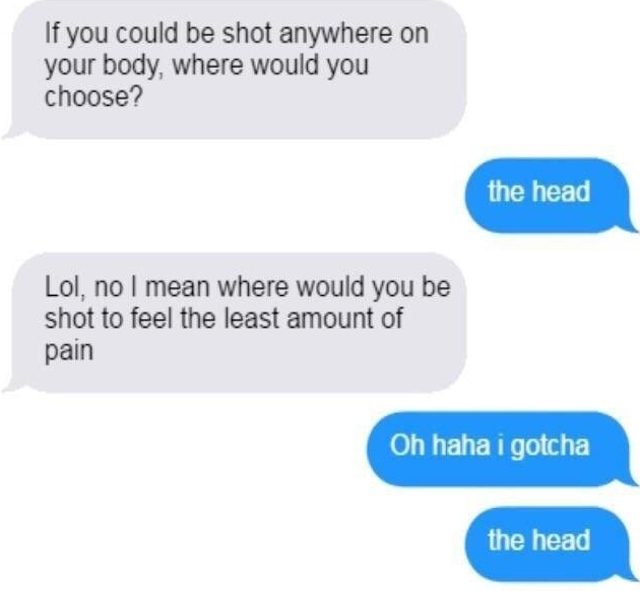 If you could be shot anywhere on
your body, where would you
choose?
the head
Lol, no I mean where would you be
shot to feel the least amount of
pain
Oh haha i gotcha
the head